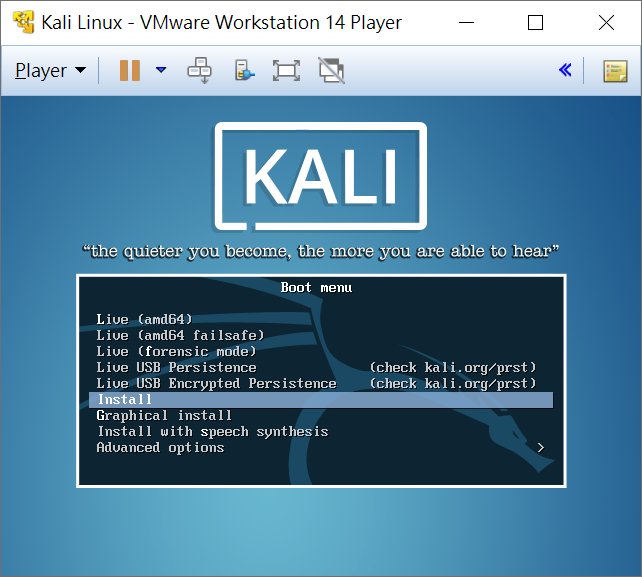 Kali Linux - VMware Workstation 14 Player
Player
KALI
“the quieter you become, the more you are able to hear”
Boot menu
Live (amd64)
Live (amd64 failsafe)
Live (forensic mode)
Live USB Persistence (check kali.org/prst)
Live USB Encrypted Persistence (check kali.org/prst)
Install
Graphical install
Install with speech synthesis
Advanced options >